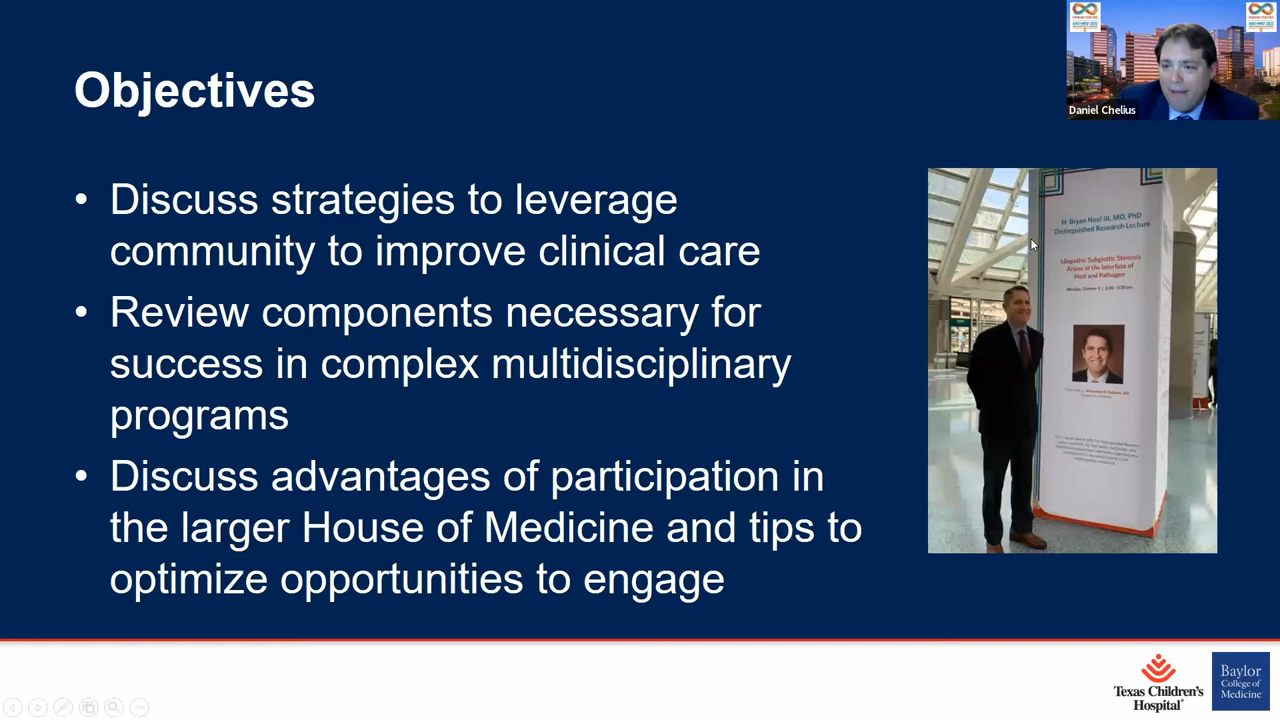 Objectives
• Discuss strategies to leverage
community to improve clinical care
• Review components necessary for
success in complex multidisciplinary
programs
• Discuss advantages of participation in
the larger House of Medicine and tips to
optimize opportunities to engage
Daniel Chelius
H. Bryan Neel III, MD, PhD
Distinguished Research Lecture
Idiopathic Subglottic Stenosis
Arises at the Interface of
Host and Pathogen
Texas Children's
Hospital
Baylor
College of
Medicine